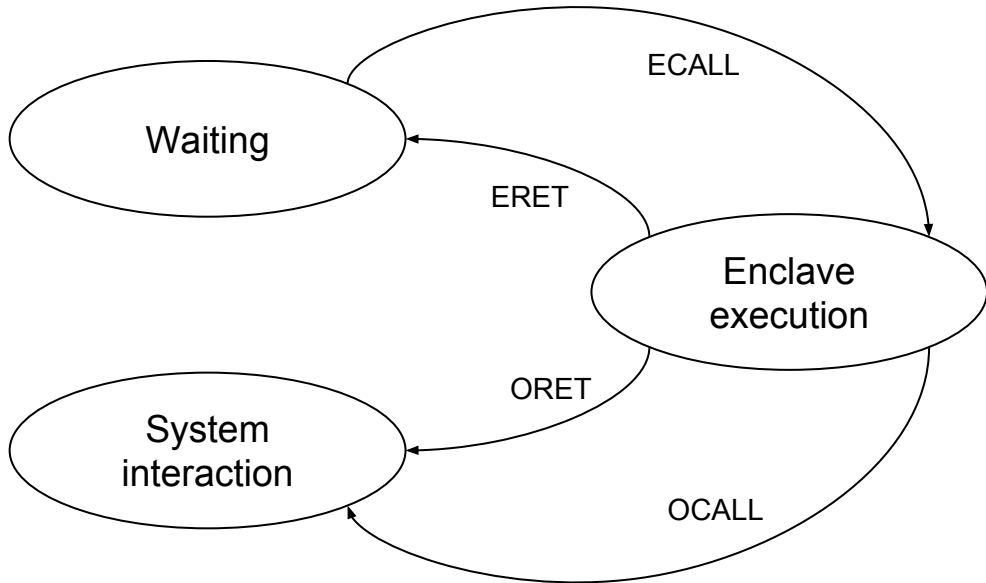 ECALL
Waiting
ERET
Enclave
execution
ORET
System
interaction
OCALL